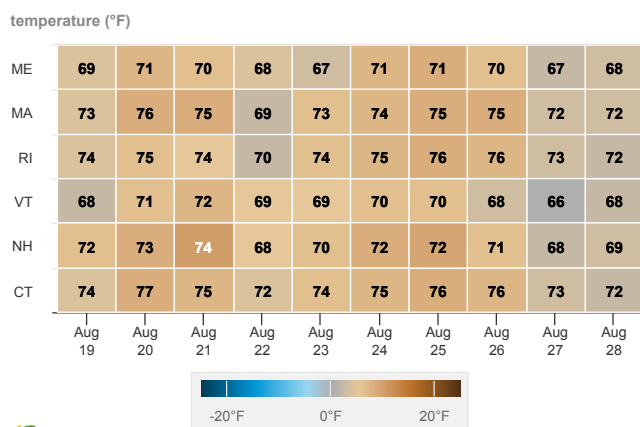 temperature (°F)
ME 69 71 70 68 67 71 71 70 67 68
MA 73 76 75 69 73 74 75 75 72 72
RI 74 75 74 70 74 75 76 76 73 72
VT 68 71 72 69 69 70 70 68 66 68
NH 72 73 74 68 70 72 72 71 68 69
CT 74 77 75 72 74 75 76 76 73 72
Aug Aug Aug Aug Aug Aug Aug Aug Aug Aug
19 20 21 22 23 24 25 26 27 28
-20°F 0°F 20°F